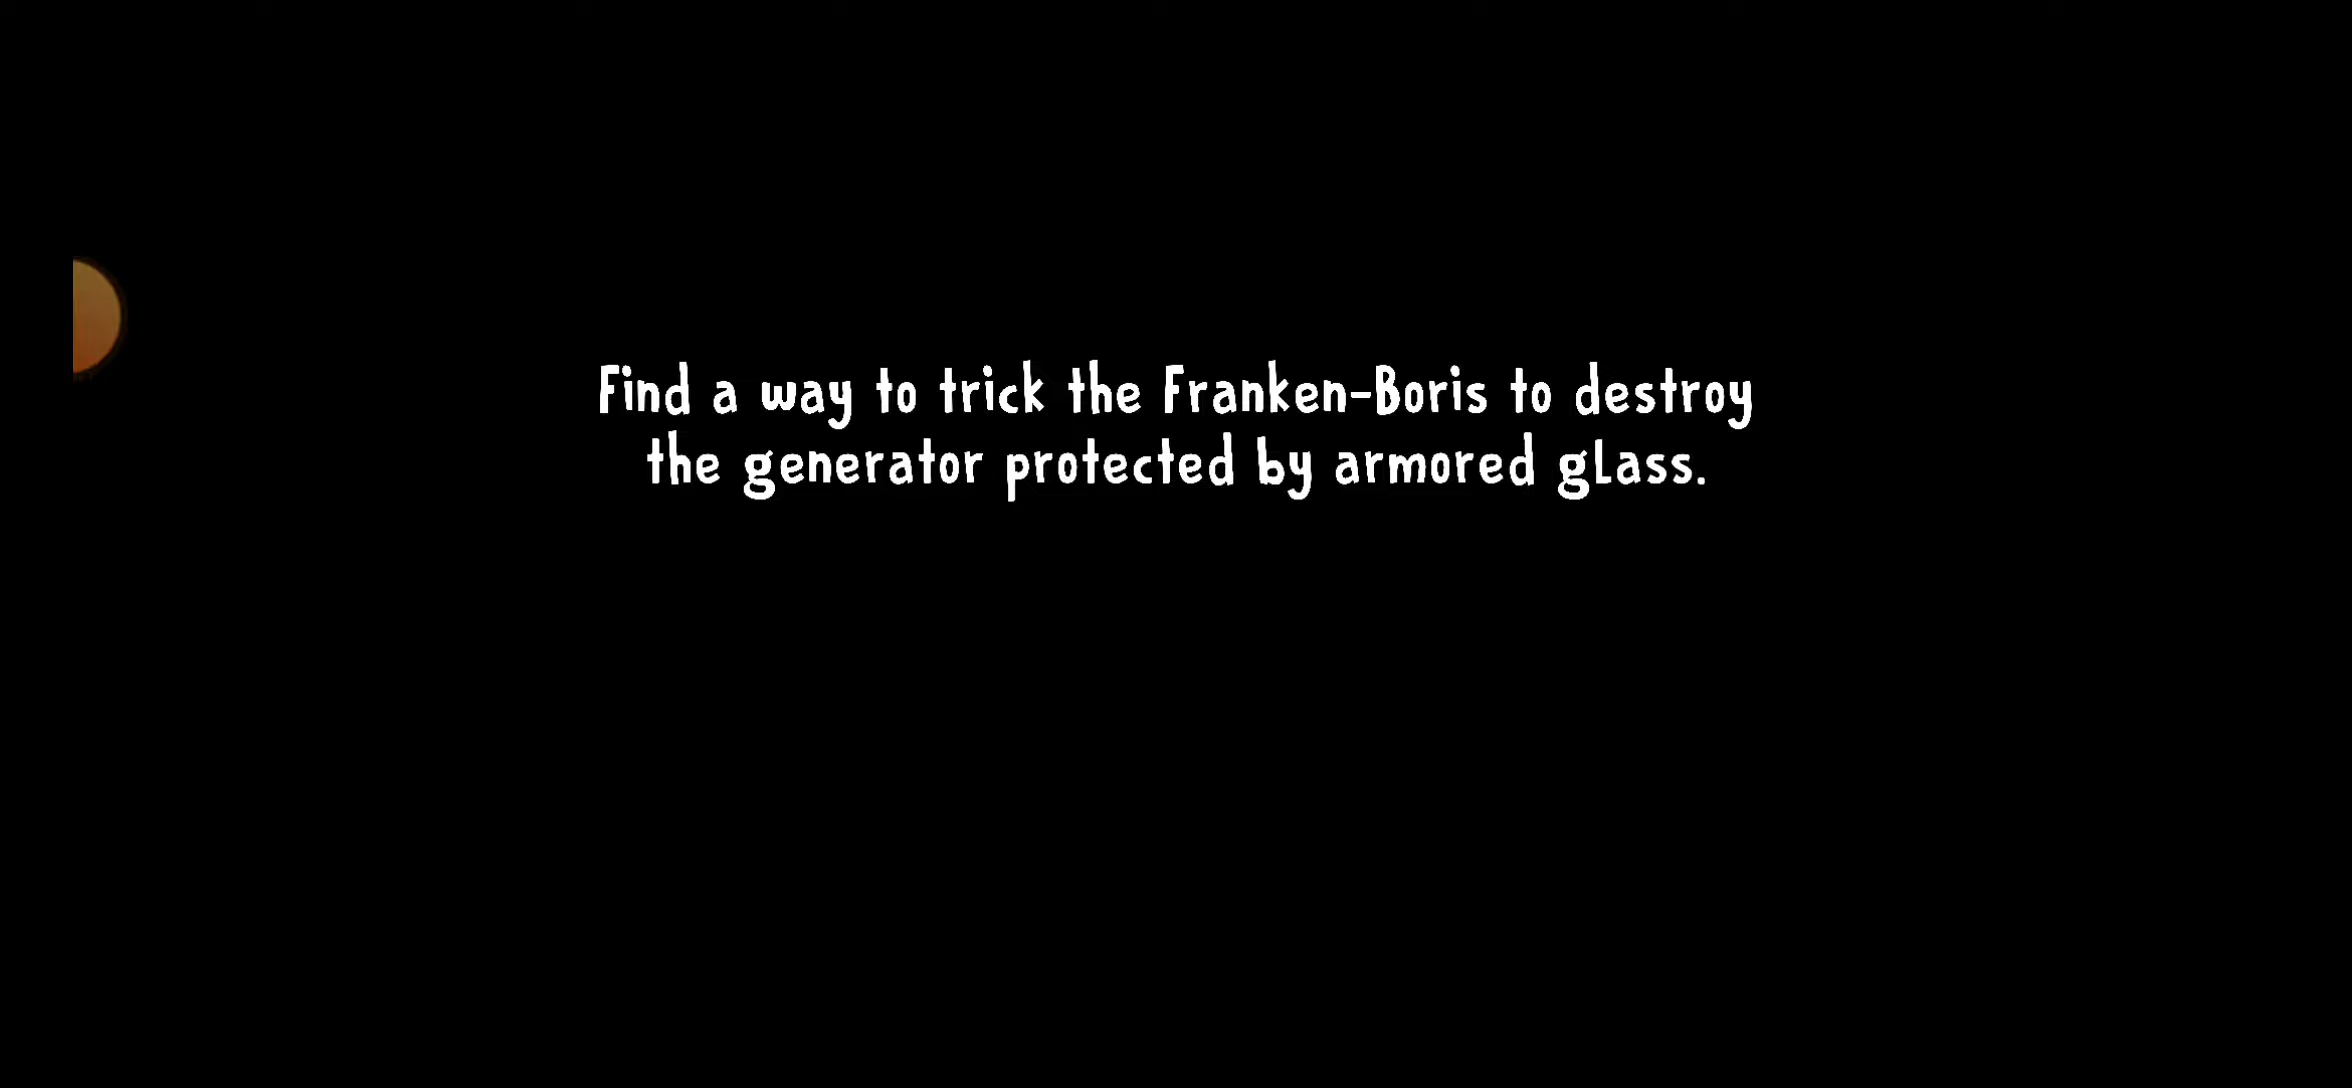 Find a way to trick the Franken-Boris to destroy
the generator protected by armored glass.